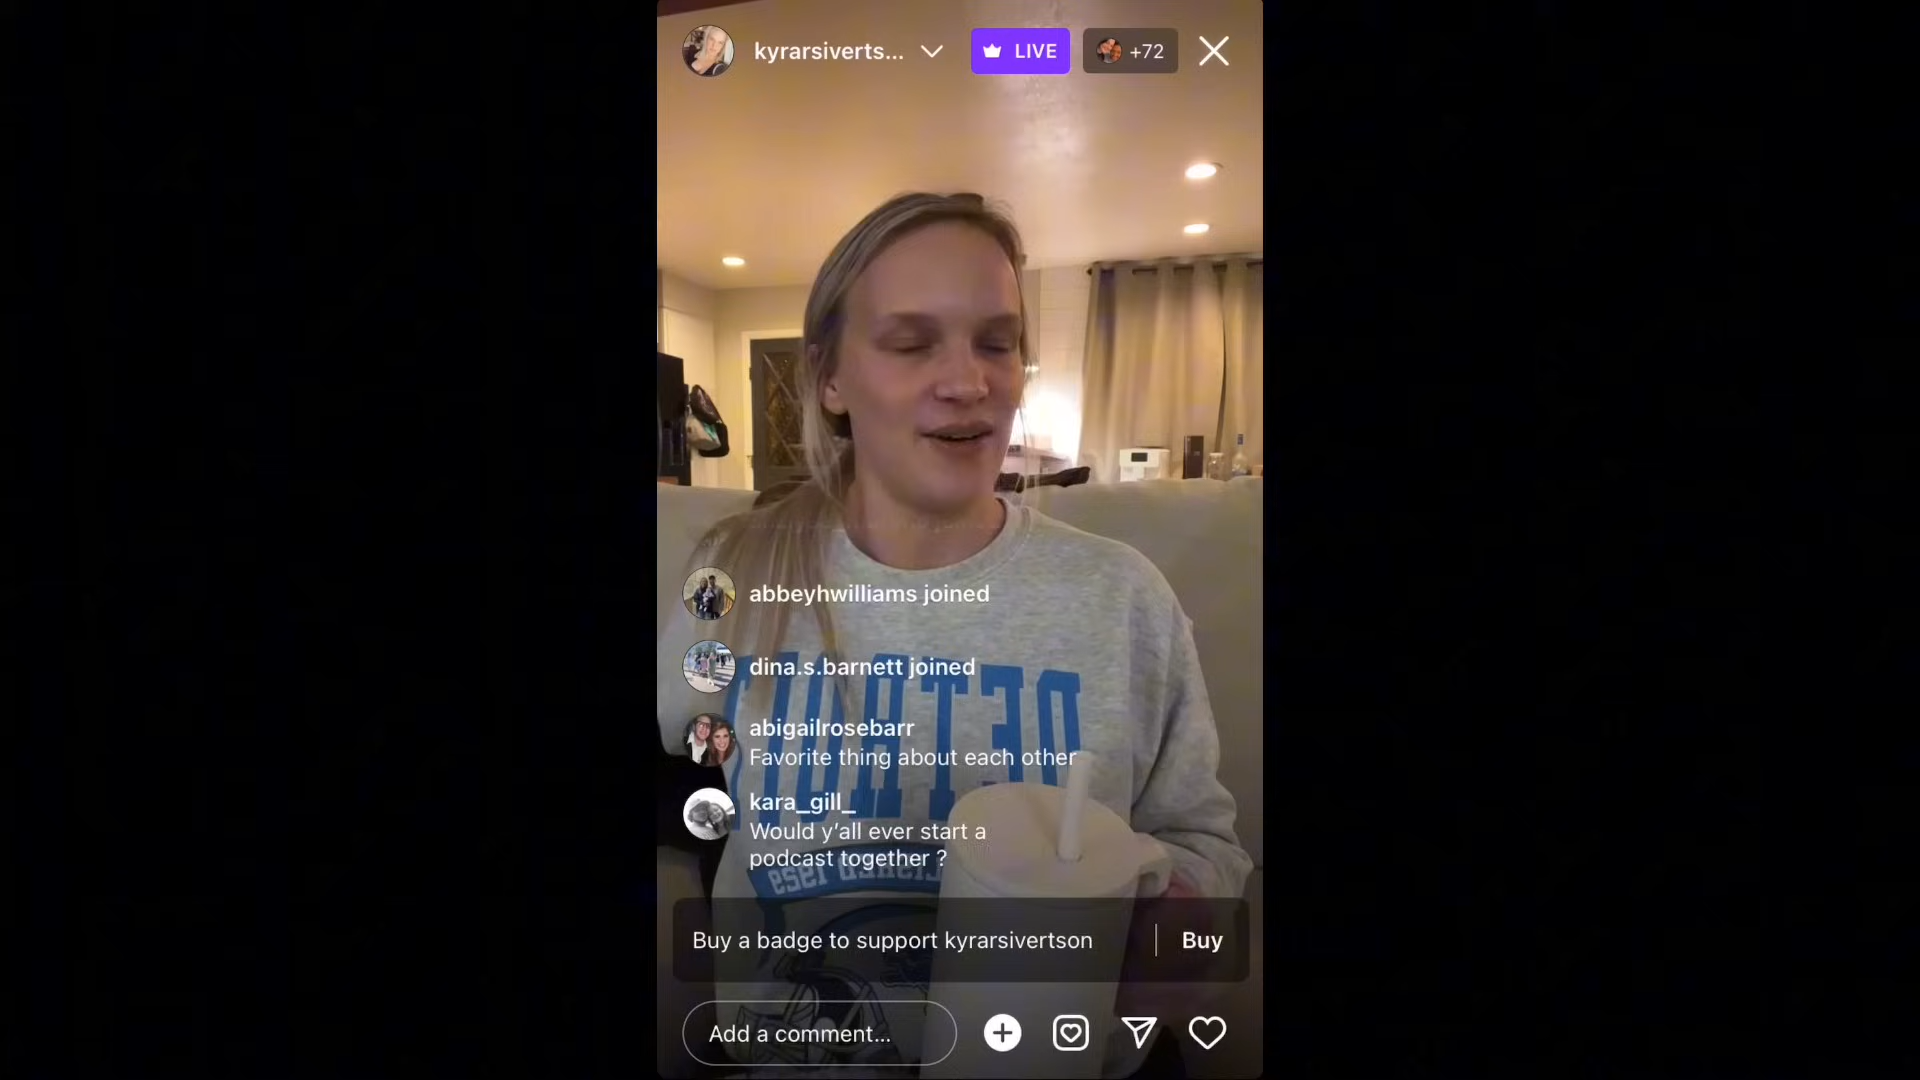 kyrarsiverts...
LIVE
+72
abbeyhwilliams joined
dina.s.barnett joined
DETROIT
abigailrosebarr
Favorite thing about each other
kara_gill_
Would y'all ever start a
podcast together ?
Buy a badge to support kyrarsivertson
Buy
Add a comment...